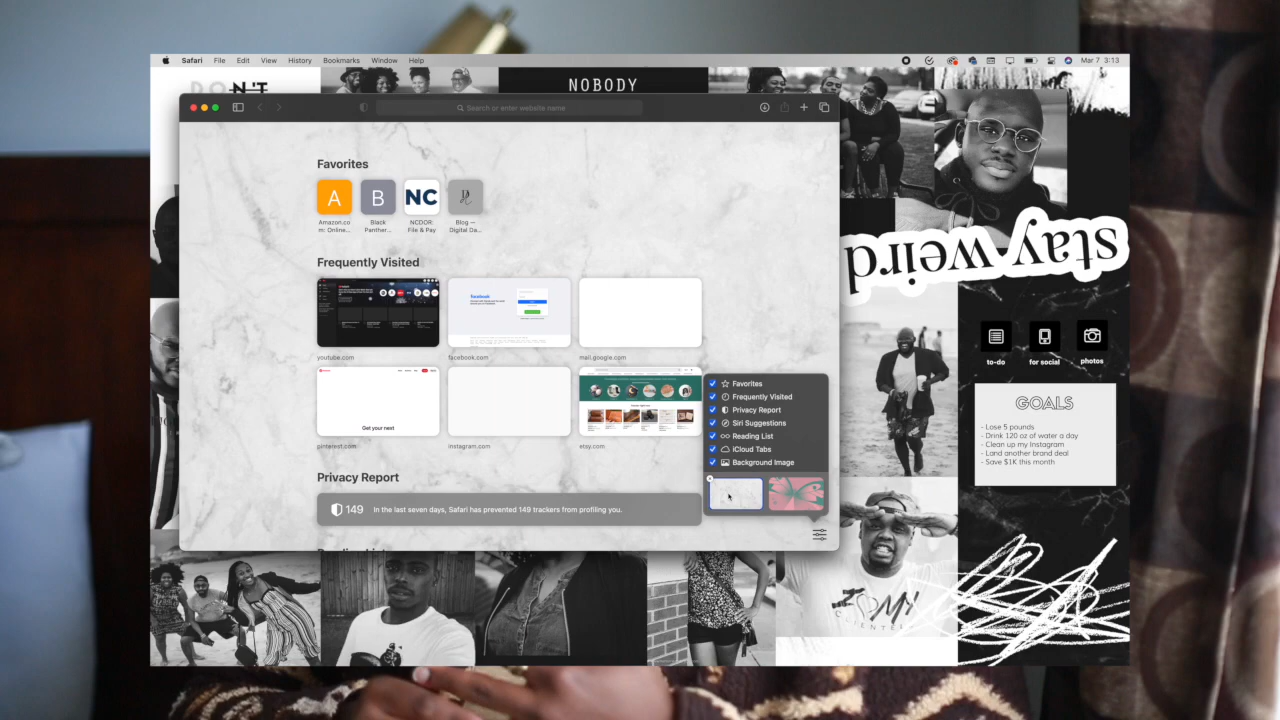 Safari File Edit View History Bookmarks Window Help
Mar 7 3:13
DON'T
NOBODY
Search or enter website name
Favorites
A
B
NC
Amazon.co
m: Online...
Black
Panther...
NCDOR:
File & Pay
Blog —
Digital Da...
stay weird
Frequently Visited
facebook
youtube.com
facebook.com
mail.google.com
to-do
for social
photos
Get your next
pinterest.com
instagram.com
etsy.com
Favorites
Frequently Visited
Privacy Report
Siri Suggestions
Reading List
iCloud Tabs
Background Image
GOALS
- Lose 5 pounds
- Drink 120 oz of water a day
- Clean up my Instagram
- Land another brand deal
- Save $1K this month
Privacy Report
149 In the last seven days, Safari has prevented 149 trackers from profiling you.